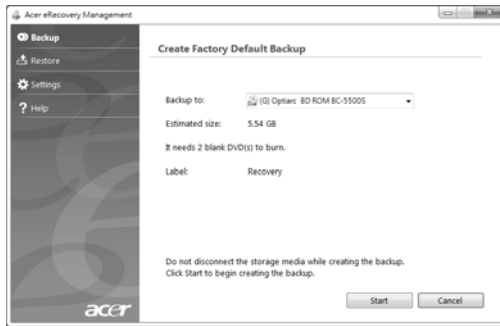 Acer eRecovery Management
Backup
Restore
Settings
Help
Create Factory Default Backup
Backup to: (G) Optiarc BD ROM BC-5500S
Estimated size: 5.54 GB
It needs 2 blank DVD(s) to burn.
Label: Recovery
Do not disconnect the storage media while creating the backup.
Click Start to begin creating the backup.
Start Cancel
acer